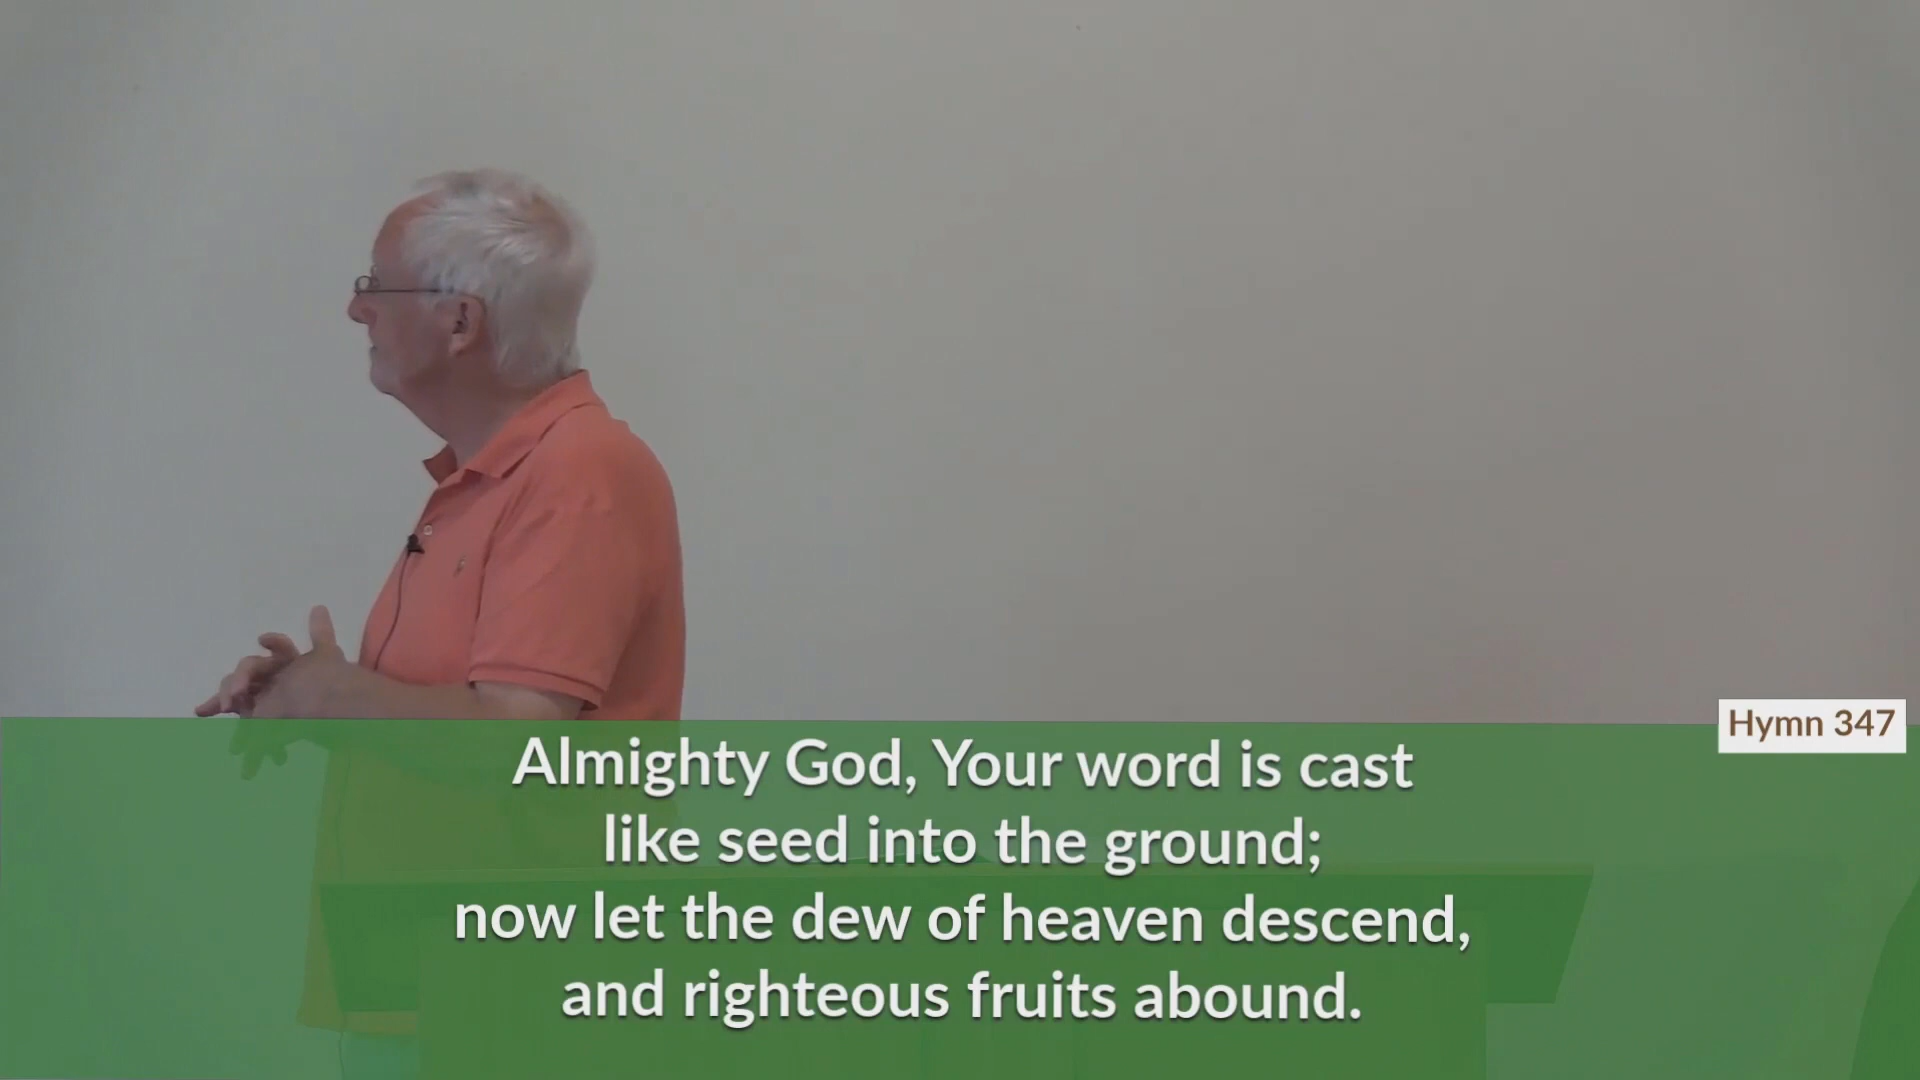 Hymn 347
Almighty God, Your word is cast
like seed into the ground;
now let the dew of heaven descend,
and righteous fruits abound.